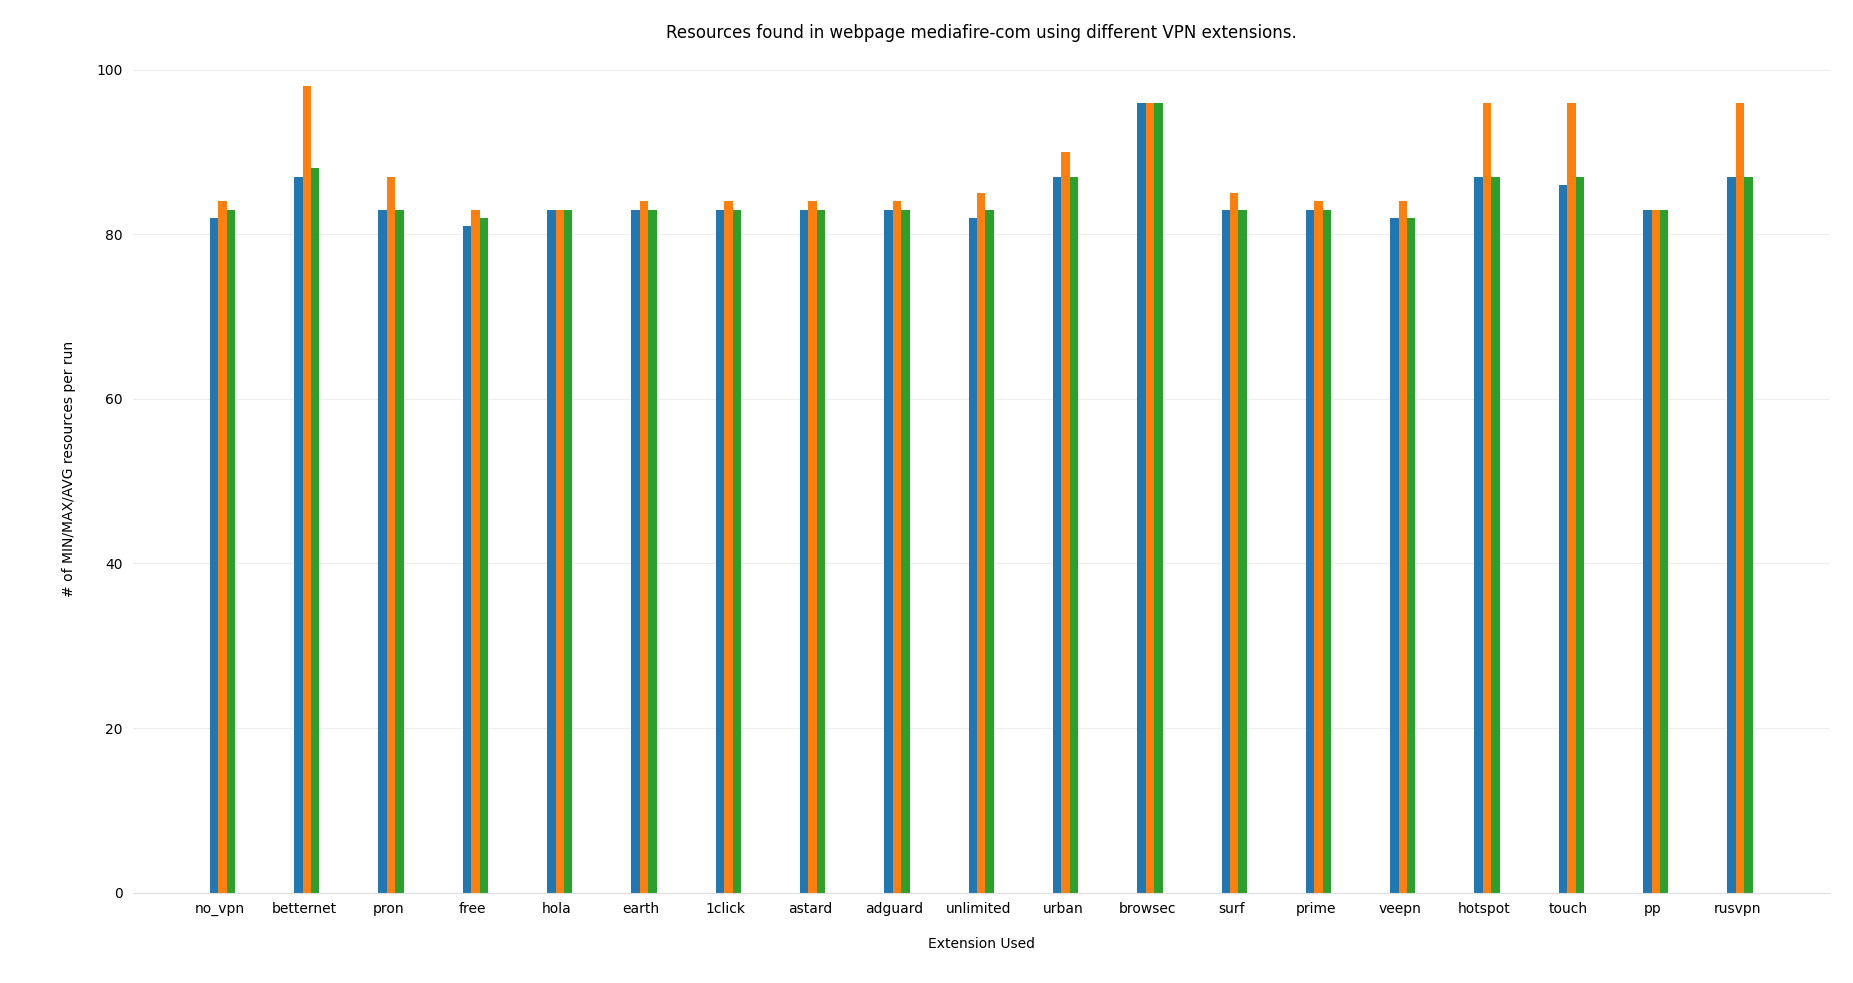 Resources found in webpage mediafire-com using different VPN extensions.
# of MIN/MAX/AVG resources per run
100
80
60
40
20
0
no_vpn betternet pron free hola earth 1click astard adguard unlimited urban browsec surf prime veepn hotspot touch pp rusvpn
Extension Used